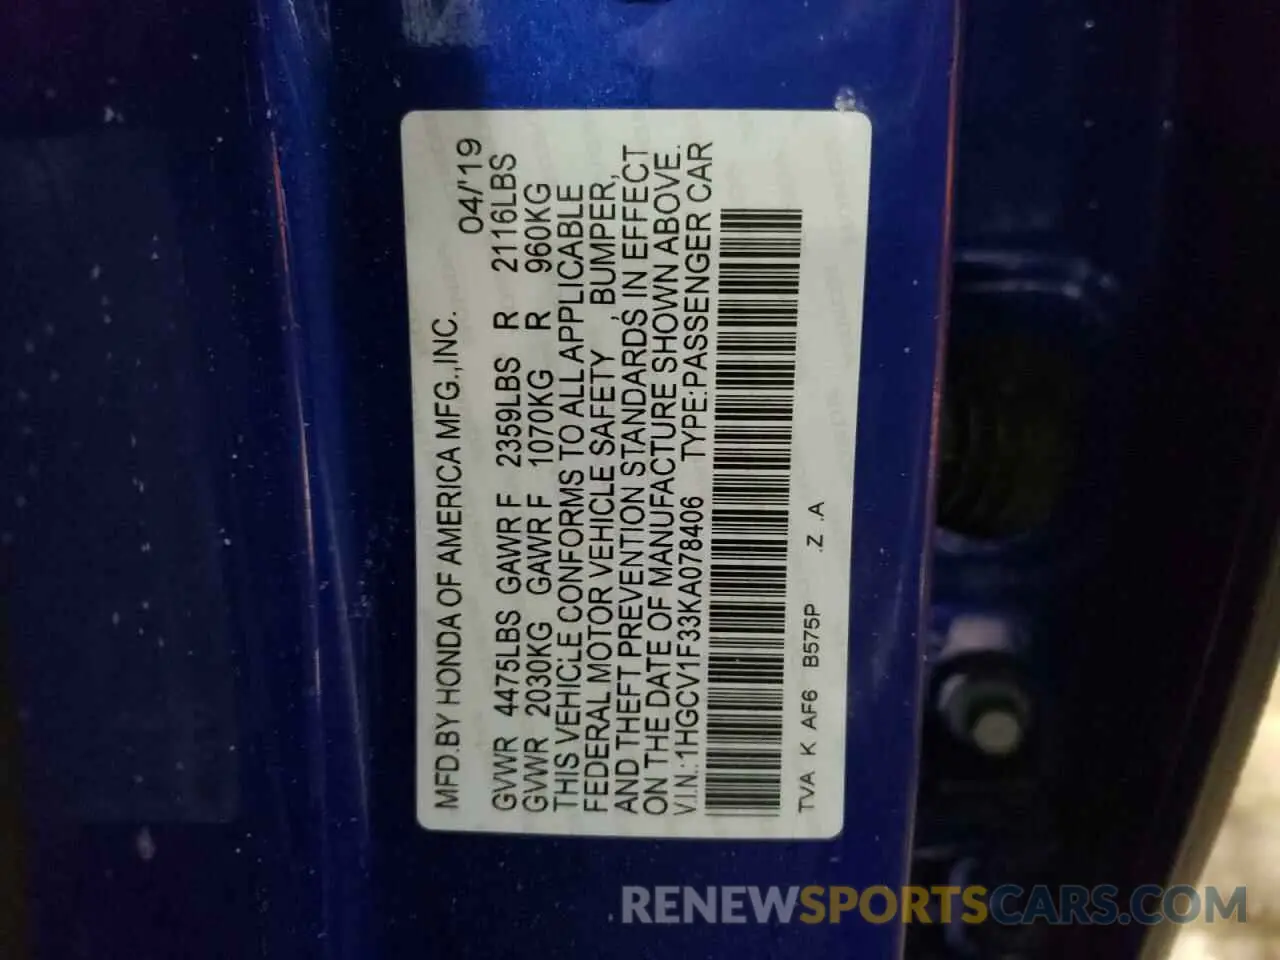 MFD.BY HONDA OF AMERICA MFG.,INC. 04/'19
GVWR 4475LBS GAWR F 2359LBS R 2116LBS
GVWR 2030KG GAWR F 1070KG R 960KG
THIS VEHICLE CONFORMS TO ALL APPLICABLE
FEDERAL MOTOR VEHICLE SAFETY , BUMPER,
AND THEFT PREVENTION STANDARDS IN EFFECT
ON THE DATE OF MANUFACTURE SHOWN ABOVE.
V.I.N.:1HGCV1F33KA078406 TYPE:PASSENGER CAR
TVA K AF6 B575P .Z .A
RENEWSPORTSCARS.COM